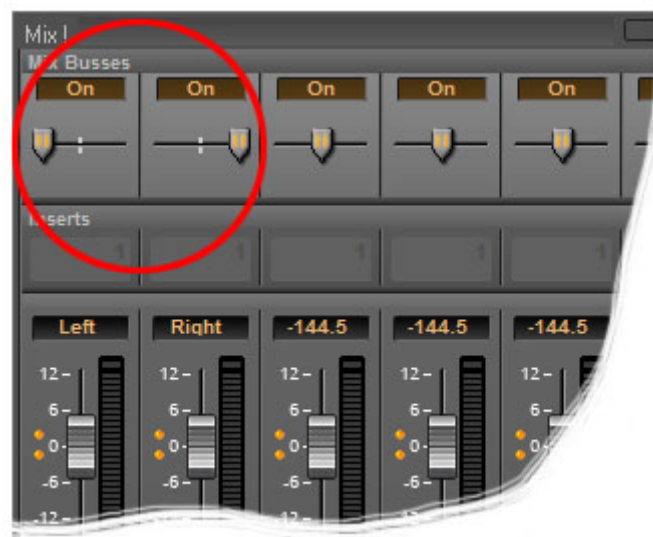 Mix !
Mix Busses
On On On On On
Inserts
1 1 1 1 1
Left Right -144.5 -144.5 -144.5
12 12 12 12 12
6 6 6 6 6
0 0 0 0 0
-6 -6 -6 -6 -6
-12